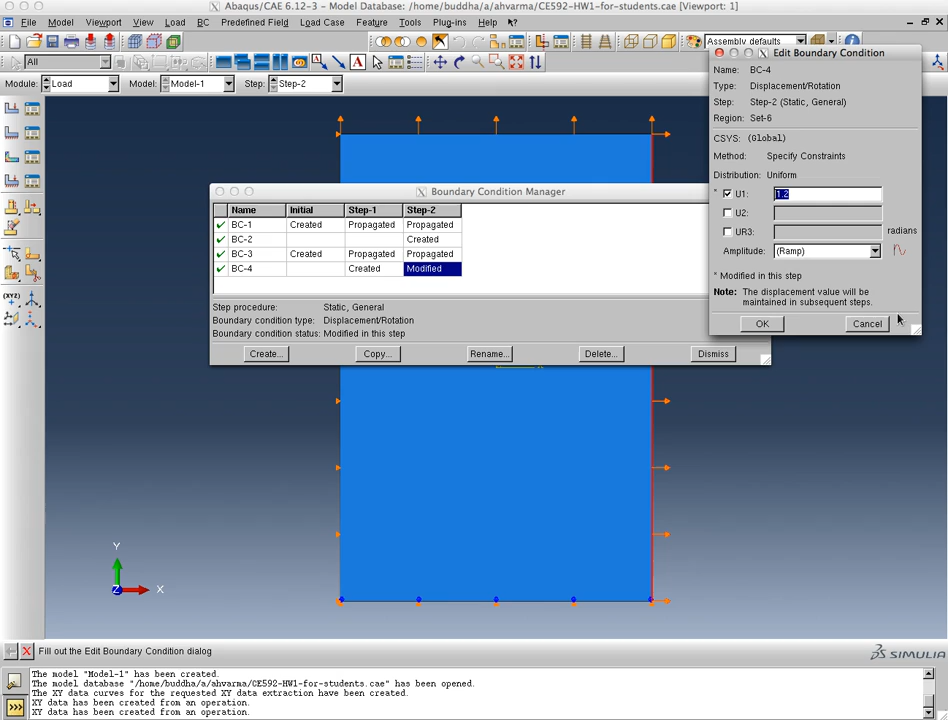 Abaqus/CAE 6.12-3 - Model Database: /home/buddha/a/ahvarma/CE592-HW1-for-students.cae [Viewport: 1]
File Model Viewport View Load BC Predefined Field Load Case Feature Tools Plug-ins Help
Assembly defaults
All
Module: Load Model: Model-1 Step: Step-2
Edit Boundary Condition
Name: BC-4
Type: Displacement/Rotation
Step: Step-2 (Static, General)
Region: Set-6
CSYS: (Global)
Method: Specify Constraints
Distribution: Uniform
* U1: 1.2
U2:
UR3: radians
Amplitude: (Ramp)
* Modified in this step
Note: The displacement value will be
maintained in subsequent steps.
OK Cancel
Boundary Condition Manager
Name Initial Step-1 Step-2
BC-1 Created Propagated Propagated
BC-2 Created
BC-3 Created Propagated Propagated
BC-4 Created Modified
Step procedure: Static, General
Boundary condition type: Displacement/Rotation
Boundary condition status: Modified in this step
Create... Copy... Rename... Delete... Dismiss
Y
Z X
Fill out the Edit Boundary Condition dialog
SIMULIA
The model "Model-1" has been created.
The model database "/home/buddha/a/ahvarma/CE592-HW1-for-students.cae" has been opened.
The XY data curves for the requested XY data extraction have been created.
XY data has been created from an operation.
XY data has been created from an operation.